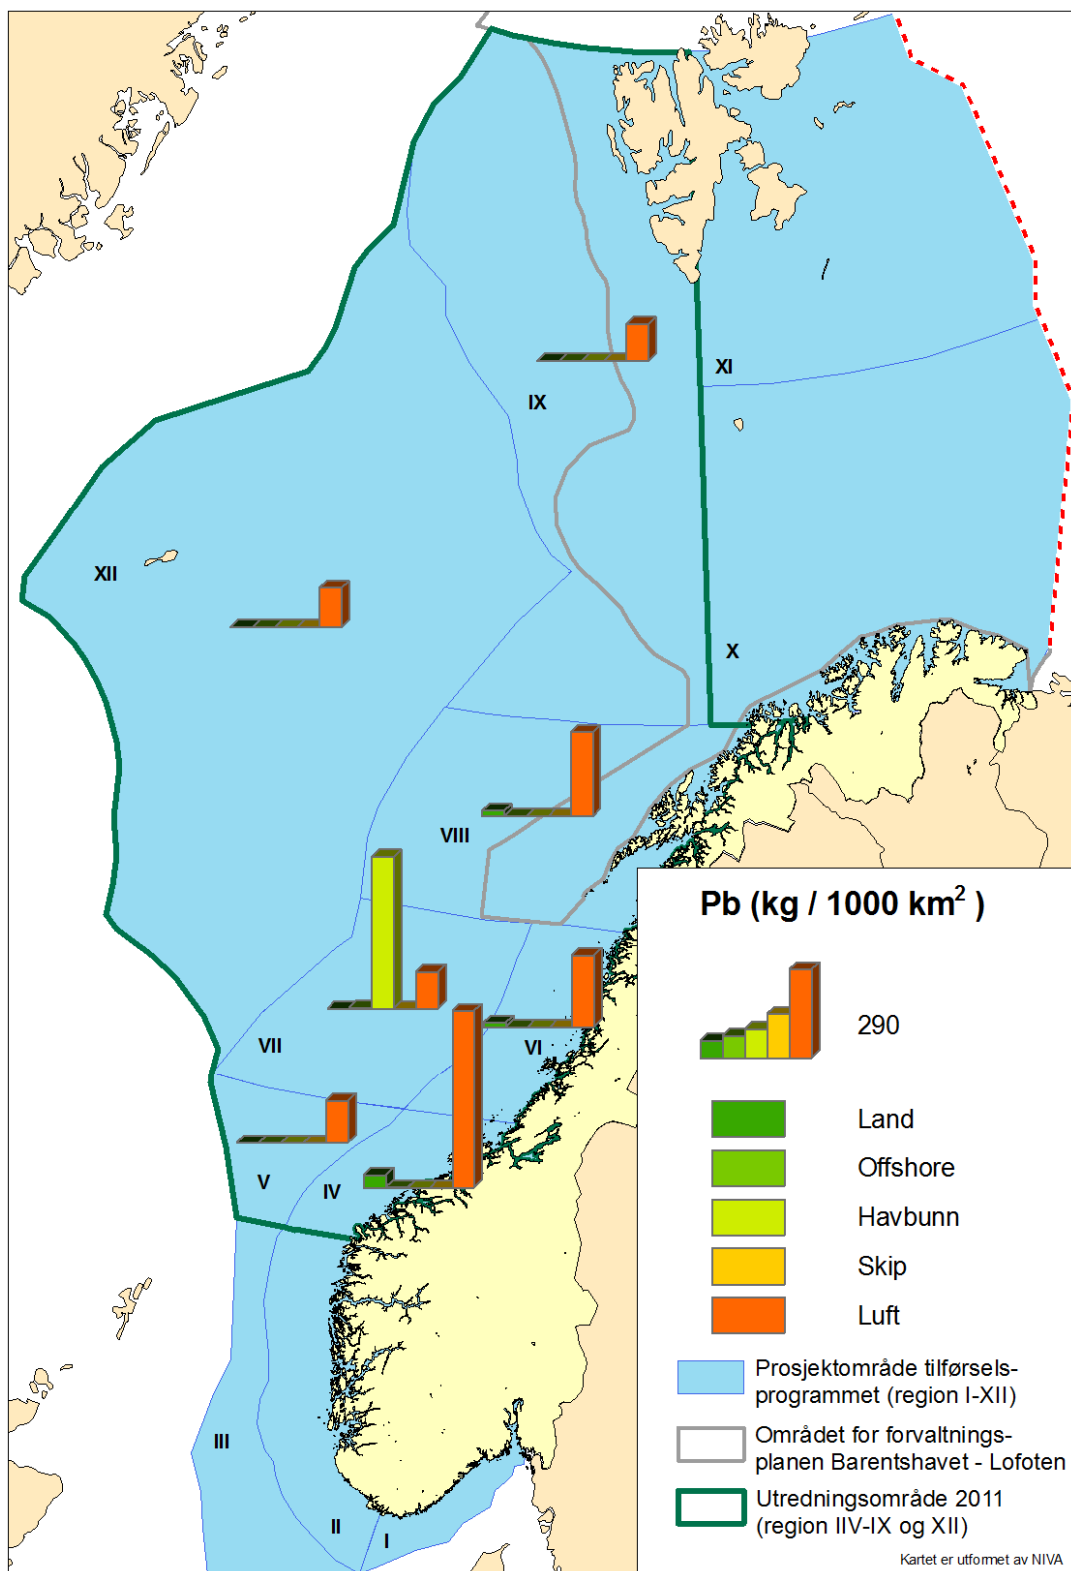 XI
IX
XII
X
VIII
VII
VI
V
IV
III
II
I
Pb (kg / 1000 km² )
290
Land
Offshore
Havbunn
Skip
Luft
Prosjektområde tilførsels-
programmet (region I-XII)
Området for forvaltnings-
planen Barentshavet - Lofoten
Utredningsområde 2011
(region IIV-IX og XII)
Kartet er utformet av NIVA